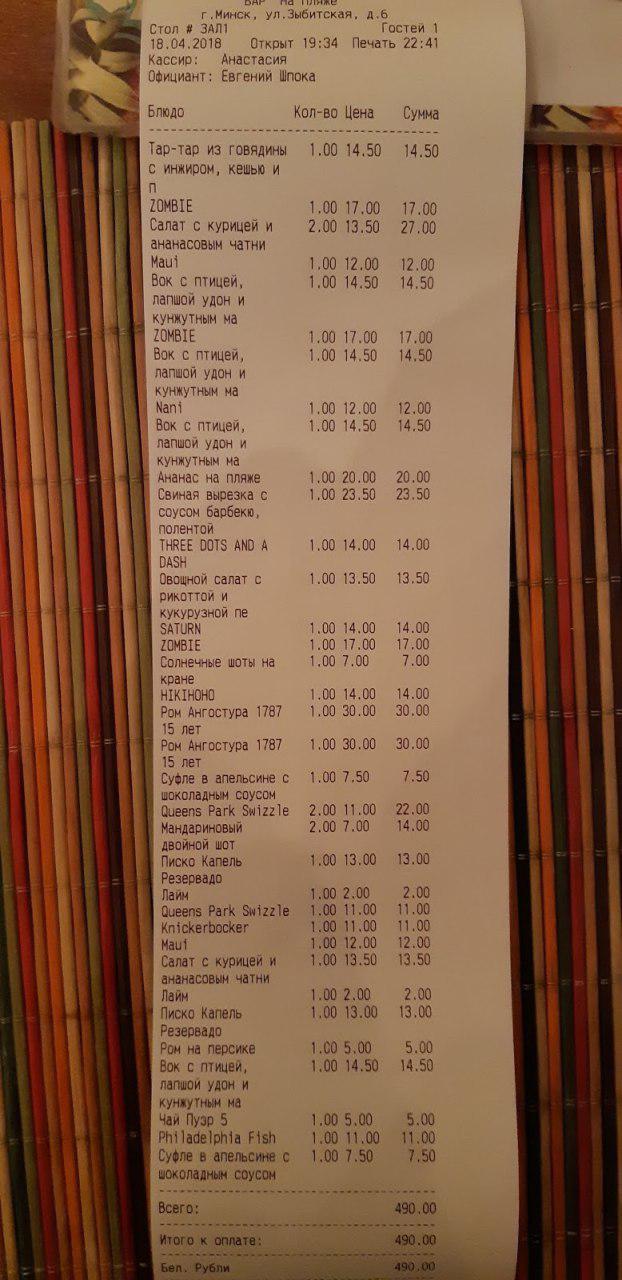 БАР "На Пляже"
г.Минск, ул.Зыбитская, д.6
Стол # ЗАЛ1 Гостей 1
18.04.2018 Открыт 19:34 Печать 22:41
Кассир: Анастасия
Официант: Евгений Шпока
Блюдо Кол-во Цена Сумма
Тар-тар из говядины 1.00 14.50 14.50
с инжиром, кешью и
п
ZOMBIE 1.00 17.00 17.00
Салат с курицей и 2.00 13.50 27.00
ананасовым чатни
Maui 1.00 12.00 12.00
Вок с птицей, 1.00 14.50 14.50
лапшой удон и
кунжутным ма
ZOMBIE 1.00 17.00 17.00
Вок с птицей, 1.00 14.50 14.50
лапшой удон и
кунжутным ма
Nani 1.00 12.00 12.00
Вок с птицей, 1.00 14.50 14.50
лапшой удон и
кунжутным ма
Ананас на пляже 1.00 20.00 20.00
Свиная вырезка с 1.00 23.50 23.50
соусом барбекю,
полентой
THREE DOTS AND A 1.00 14.00 14.00
DASH
Овощной салат с 1.00 13.50 13.50
рикоттой и
кукурузной пе
SATURN 1.00 14.00 14.00
ZOMBIE 1.00 17.00 17.00
Солнечные шоты на 1.00 7.00 7.00
кране
HIKIHOHO 1.00 14.00 14.00
Ром Ангостура 1787 1.00 30.00 30.00
15 лет
Ром Ангостура 1787 1.00 30.00 30.00
15 лет
Суфле в апельсине с 1.00 7.50 7.50
шоколадным соусом
Queens Park Swizzle 2.00 11.00 22.00
Мандариновый 2.00 7.00 14.00
двойной шот
Писко Капель 1.00 13.00 13.00
Резервадо
Лайм 1.00 2.00 2.00
Queens Park Swizzle 1.00 11.00 11.00
Knickerbocker 1.00 11.00 11.00
Maui 1.00 12.00 12.00
Салат с курицей и 1.00 13.50 13.50
ананасовым чатни
Лайм 1.00 2.00 2.00
Писко Капель 1.00 13.00 13.00
Резервадо
Ром на персике 1.00 5.00 5.00
Вок с птицей, 1.00 14.50 14.50
лапшой удон и
кунжутным ма
Чай Пуэр 5 1.00 5.00 5.00
Philadelphia Fish 1.00 11.00 11.00
Суфле в апельсине с 1.00 7.50 7.50
шоколадным соусом
Всего: 490.00
Итого к оплате: 490.00
Бел. Рубли 490.00